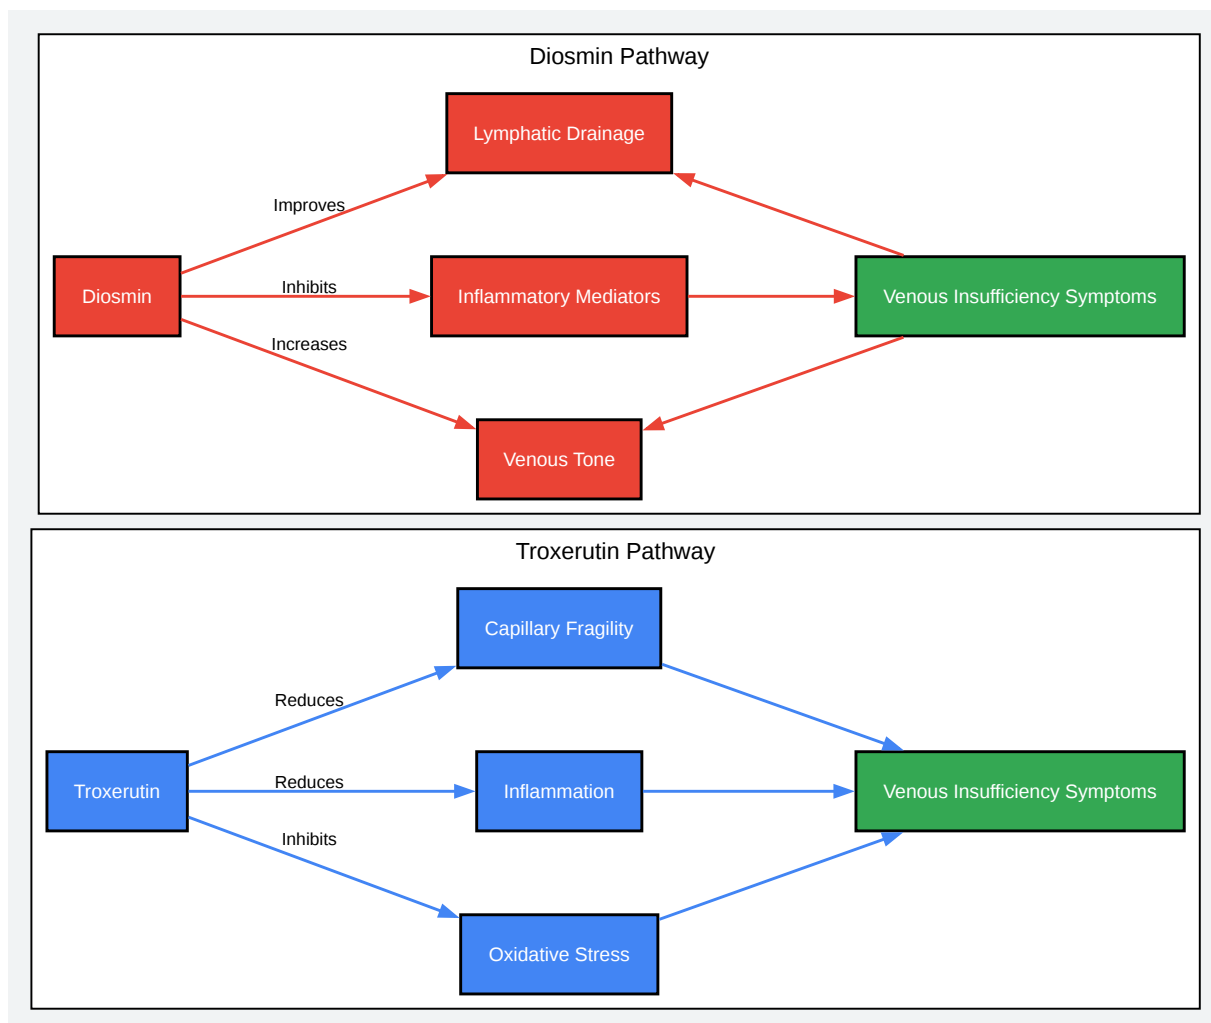 Diosmin Pathway
Lymphatic Drainage
Improves
Diosmin
Inhibits
Inflammatory Mediators
Venous Insufficiency Symptoms
Increases
Venous Tone
Troxerutin Pathway
Capillary Fragility
Reduces
Troxerutin
Reduces
Inflammation
Venous Insufficiency Symptoms
Inhibits
Oxidative Stress